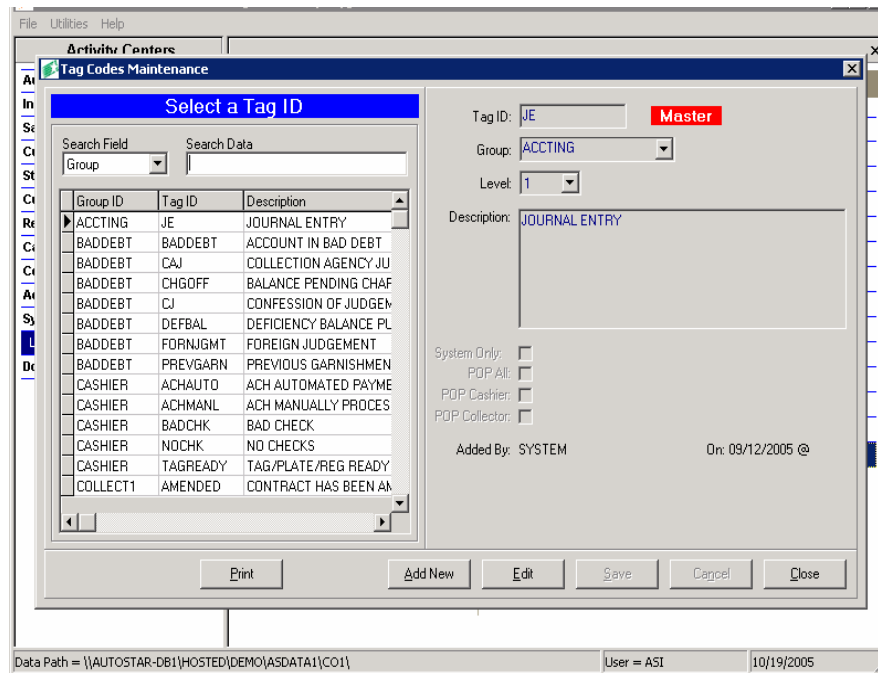 File Utilities Help
Activity Centers
Tag Codes Maintenance
Select a Tag ID
Search Field Search Data
Group
Group ID Tag ID Description
ACCTING JE JOURNAL ENTRY
BADDEBT BADDEBT ACCOUNT IN BAD DEBT
BADDEBT CAJ COLLECTION AGENCY JU
BADDEBT CHGOFF BALANCE PENDING CHAR
BADDEBT CJ CONFESSION OF JUDGEM
BADDEBT DEFBAL DEFICIENCY BALANCE PU
BADDEBT FORNJGMT FOREIGN JUDGEMENT
BADDEBT PREVGARN PREVIOUS GARNISHMEN
CASHIER ACHAUTO ACH AUTOMATED PAYME
CASHIER ACHMANL ACH MANUALLY PROCES
CASHIER BADCHK BAD CHECK
CASHIER NOCHK NO CHECKS
CASHIER TAGREADY TAG/PLATE/REG READY
COLLECT1 AMENDED CONTRACT HAS BEEN AM
Tag ID: JE Master
Group: ACCTING
Level: 1
Description: JOURNAL ENTRY
System Only:
POP All:
POP Cashier:
POP Collector:
Added By: SYSTEM On: 09/12/2005 @
Print Add New Edit Save Cancel Close
Data Path = \\AUTOSTAR-DB1\HOSTED\DEMO\ASDATA1\CO1\ User = ASI 10/19/2005